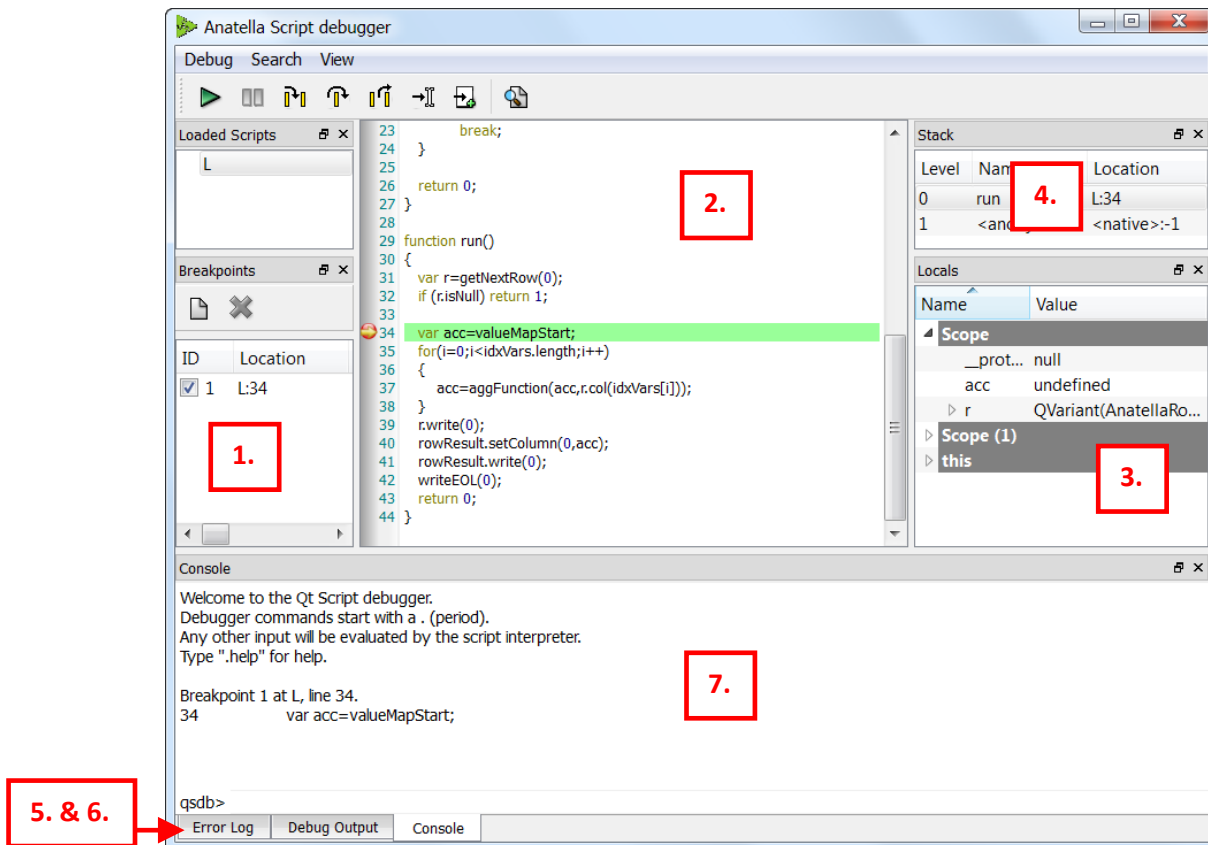 Anatella Script debugger
Debug Search View
Loaded Scripts
L
Breakpoints
ID Location
1 L:34
1.
23 break;
24 }
25
26 return 0;
27 }
28
29 function run()
30 {
31 var r=getNextRow(0);
32 if (r.isNull) return 1;
33
34 var acc=valueMapStart;
35 for(i=0;i<idxVars.length;i++)
36 {
37 acc=aggFunction(acc,r.col(idxVars[i]));
38 }
39 r.write(0);
40 rowResult.setColumn(0,acc);
41 rowResult.write(0);
42 writeEOL(0);
43 return 0;
44 }
2.
Stack
Level Location
0 run L:34
1 <native>:-1
4.
Locals
Name Value
Scope
__prot... null
acc undefined
r QVariant(AnatellaRo...
Scope (1)
this
3.
Console
Welcome to the Qt Script debugger.
Debugger commands start with a . (period).
Any other input will be evaluated by the script interpreter.
Type ".help" for help.
Breakpoint 1 at L, line 34.
34 var acc=valueMapStart;
7.
qsdb>
5. & 6.
Error Log Debug Output Console